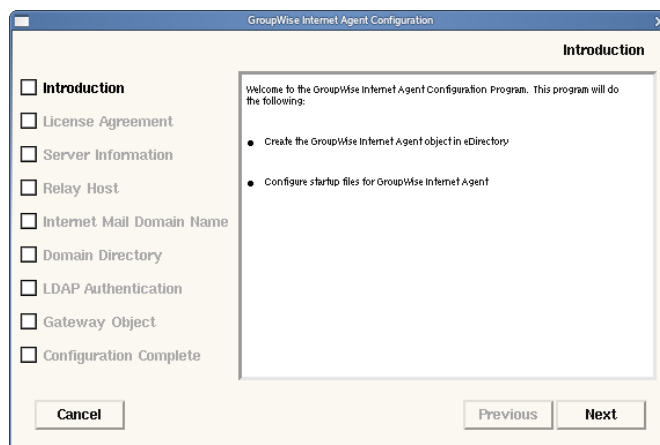 GroupWise Internet Agent Configuration
Introduction
Introduction
License Agreement
Server Information
Relay Host
Internet Mail Domain Name
Domain Directory
LDAP Authentication
Gateway Object
Configuration Complete
Welcome to the GroupWise Internet Agent Configuration Program. This program will do
the following:
● Create the GroupWise Internet Agent object in eDirectory
● Configure startup files for GroupWise Internet Agent
Cancel
Previous
Next